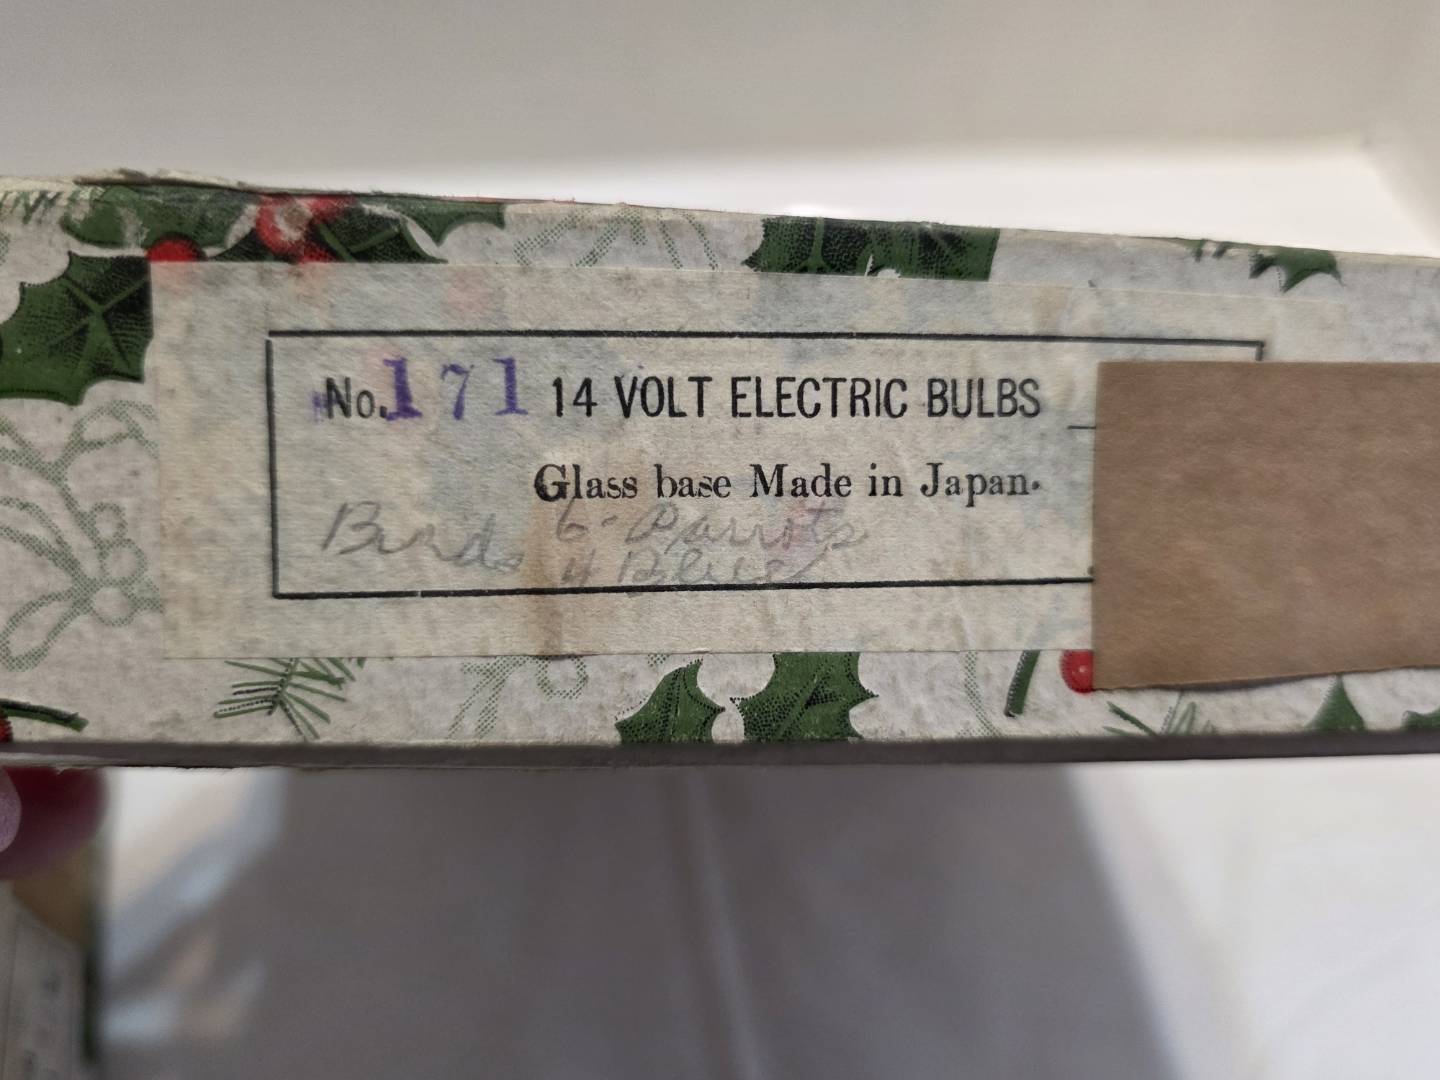 No. 171 14 VOLT ELECTRIC BULBS
Glass base Made in Japan.
Birds 6 - Parrots
4 Blue